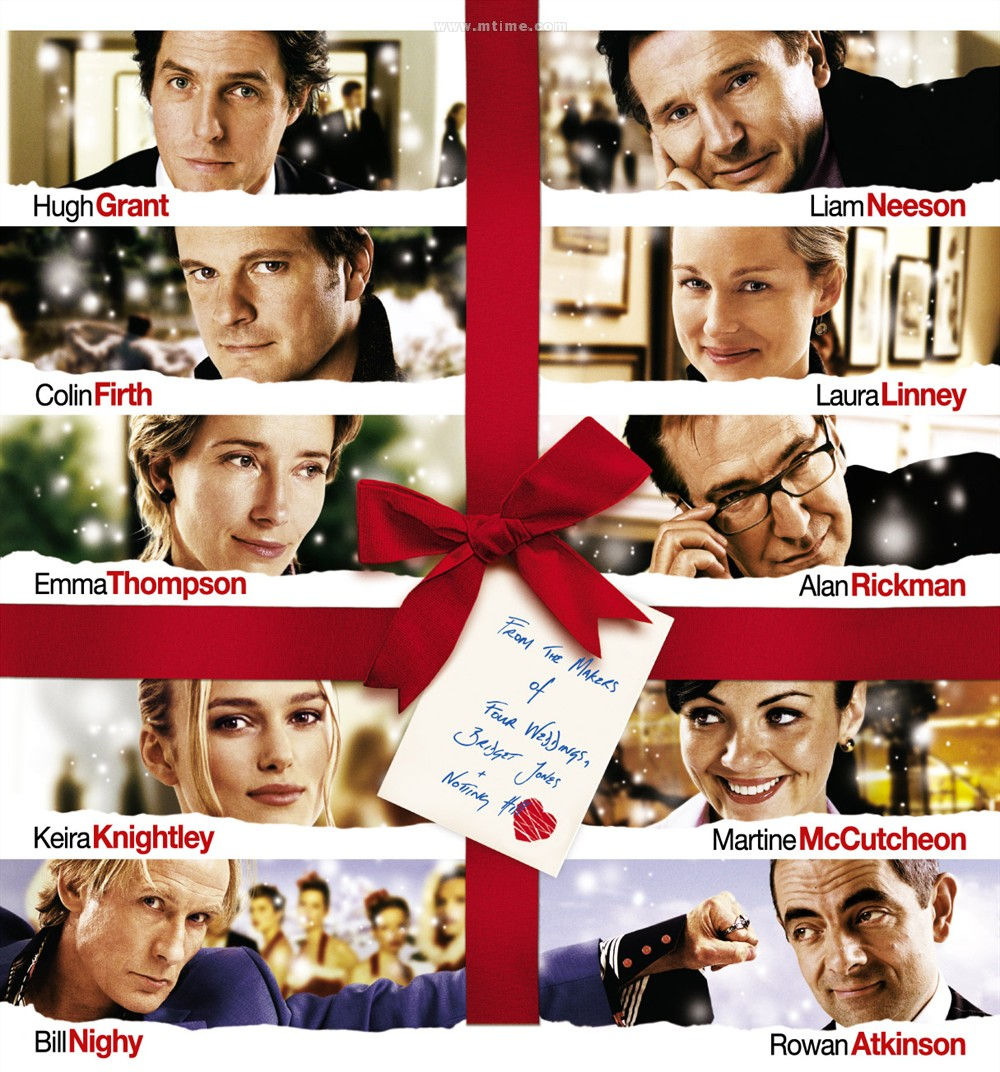 www.mtime.com
Hugh Grant
Liam Neeson
Colin Firth
Laura Linney
Emma Thompson
Alan Rickman
From The Makers
of
Four Weddings,
Bridget Jones
+
Notting Hill
Keira Knightley
Martine McCutcheon
Bill Nighy
Rowan Atkinson